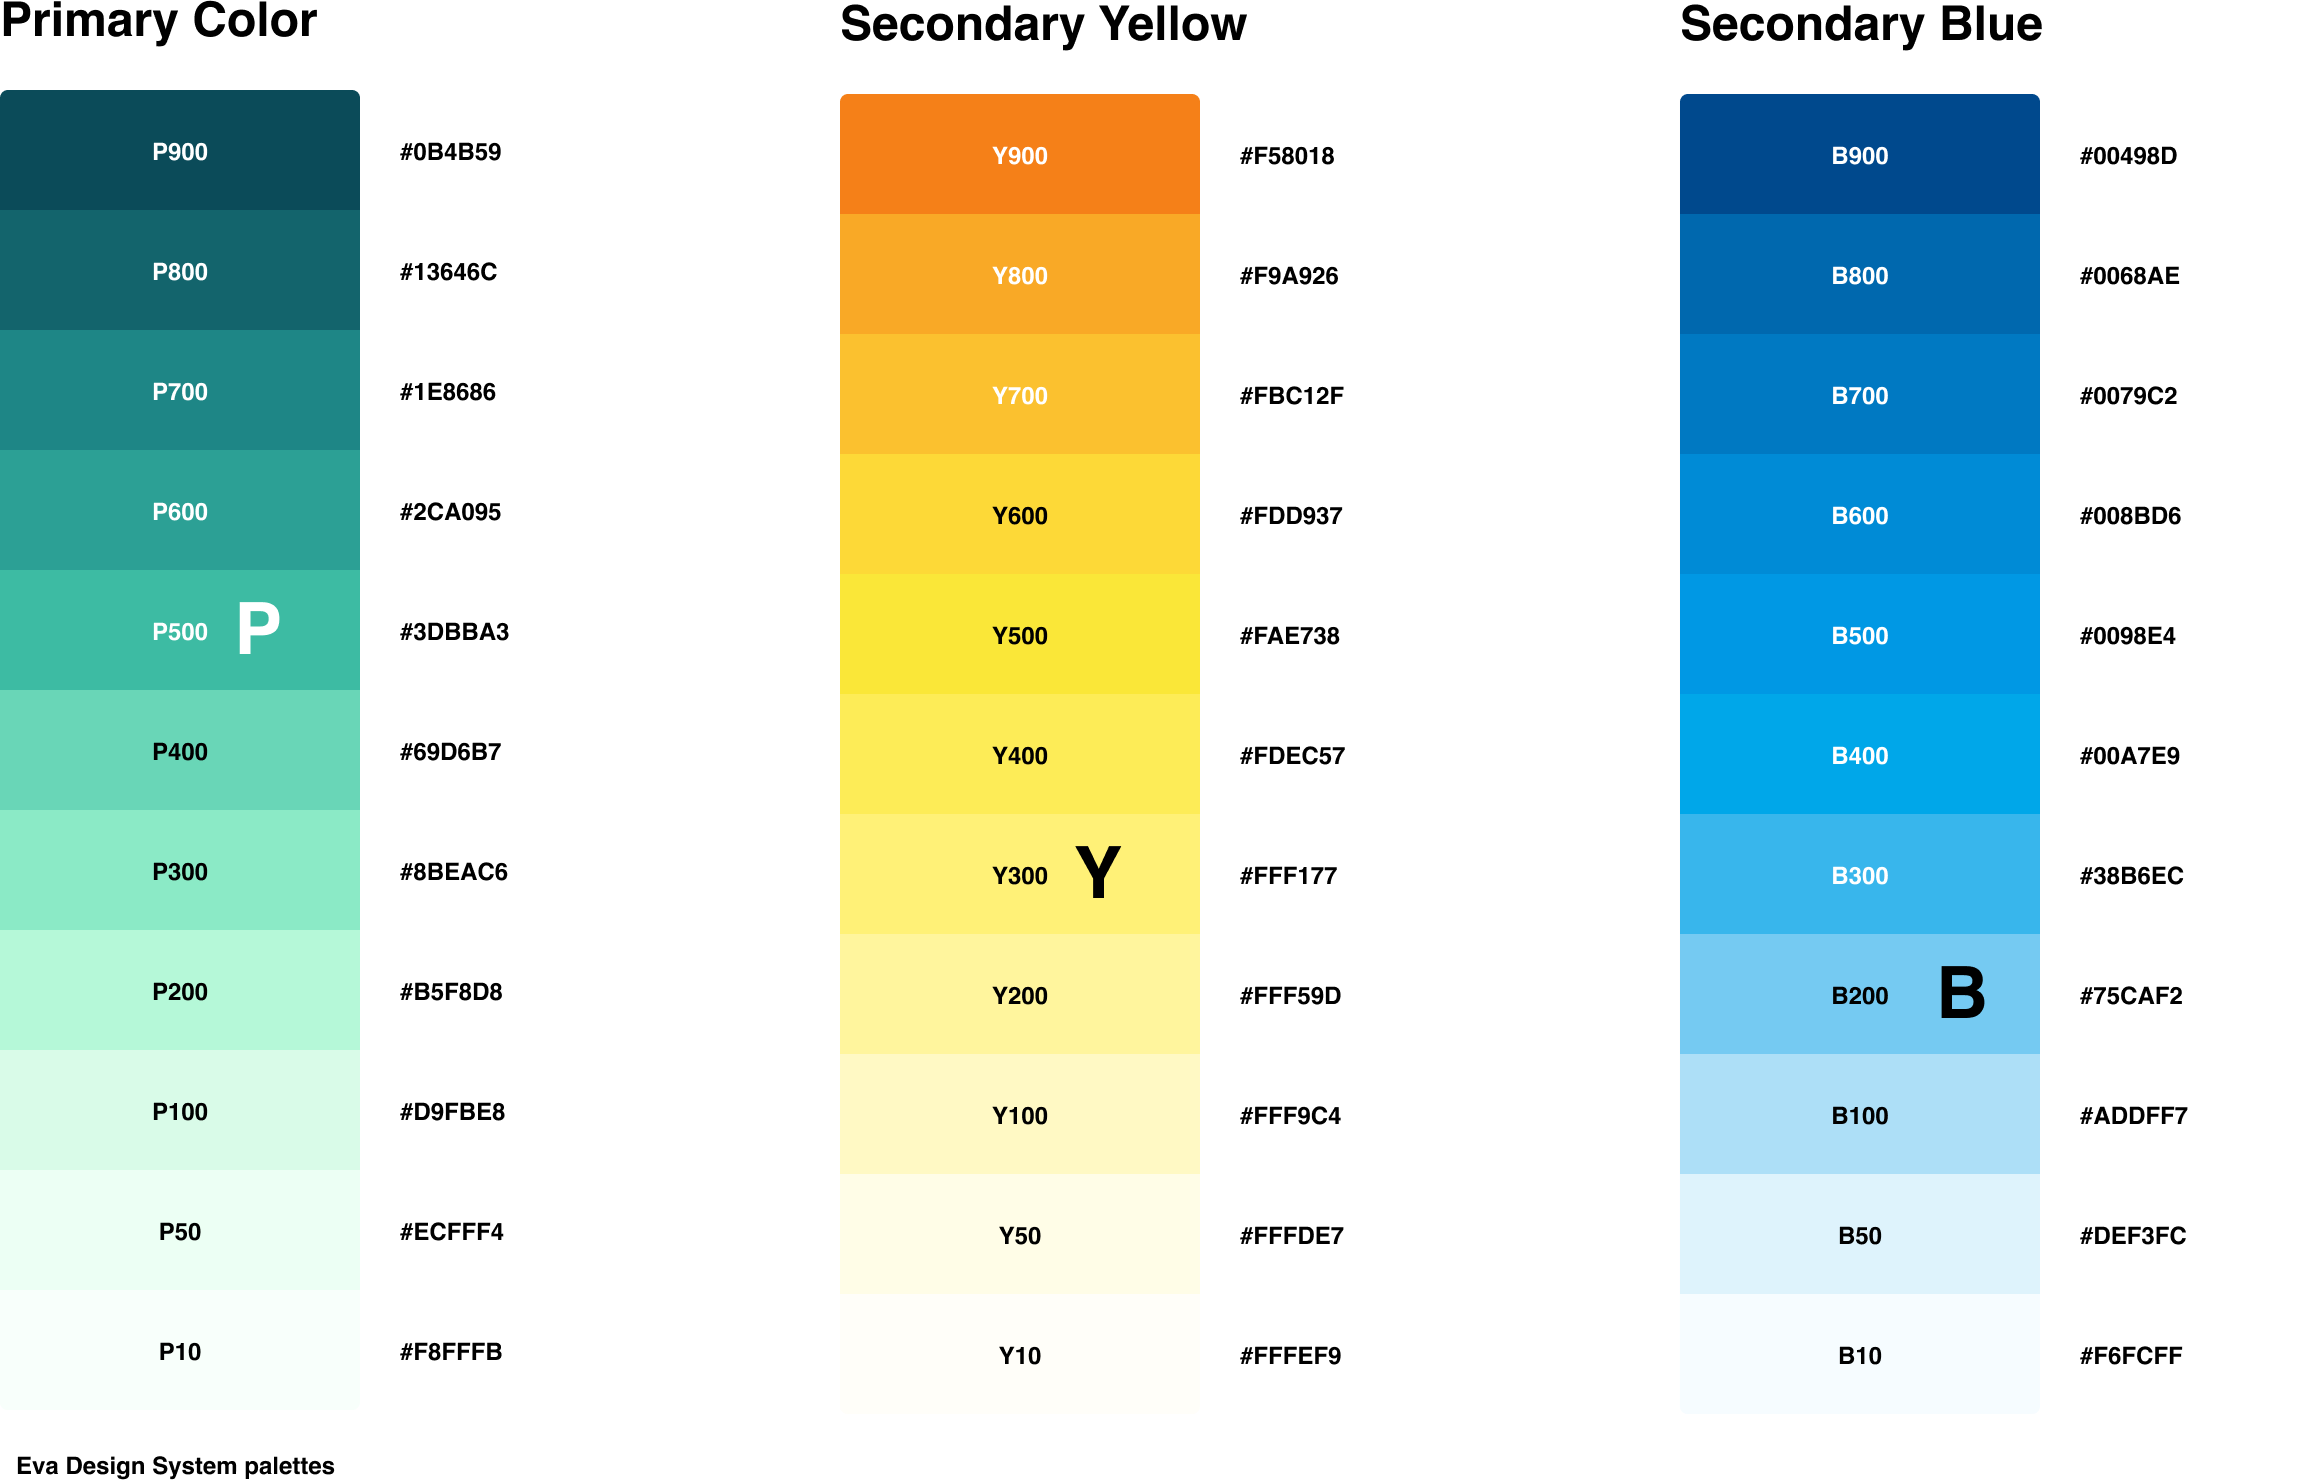 Primary Color
P900 #0B4B59
P800 #13646C
P700 #1E8686
P600 #2CA095
P500 P #3DBBA3
P400 #69D6B7
P300 #8BEAC6
P200 #B5F8D8
P100 #D9FBE8
P50 #ECFFF4
P10 #F8FFFB
Secondary Yellow
Y900 #F58018
Y800 #F9A926
Y700 #FBC12F
Y600 #FDD937
Y500 #FAE738
Y400 #FDEC57
Y300 Y #FFF177
Y200 #FFF59D
Y100 #FFF9C4
Y50 #FFFDE7
Y10 #FFFEF9
Secondary Blue
B900 #00498D
B800 #0068AE
B700 #0079C2
B600 #008BD6
B500 #0098E4
B400 #00A7E9
B300 #38B6EC
B200 B #75CAF2
B100 #ADDFF7
B50 #DEF3FC
B10 #F6FCFF
Eva Design System palettes